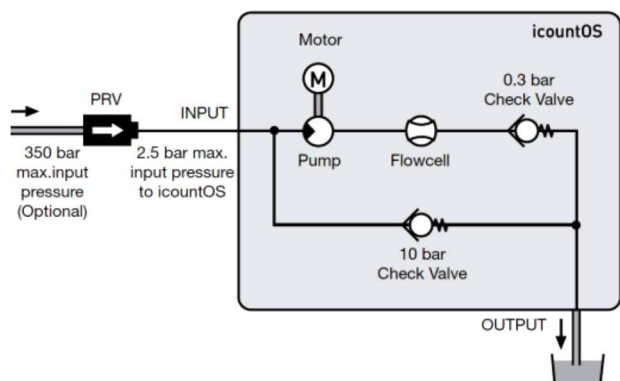 icountOS
Motor
M
0.3 bar
Check Valve
PRV
INPUT
350 bar
max.input
pressure
(Optional)
2.5 bar max.
input pressure
to icountOS
Pump
Flowcell
10 bar
Check Valve
OUTPUT